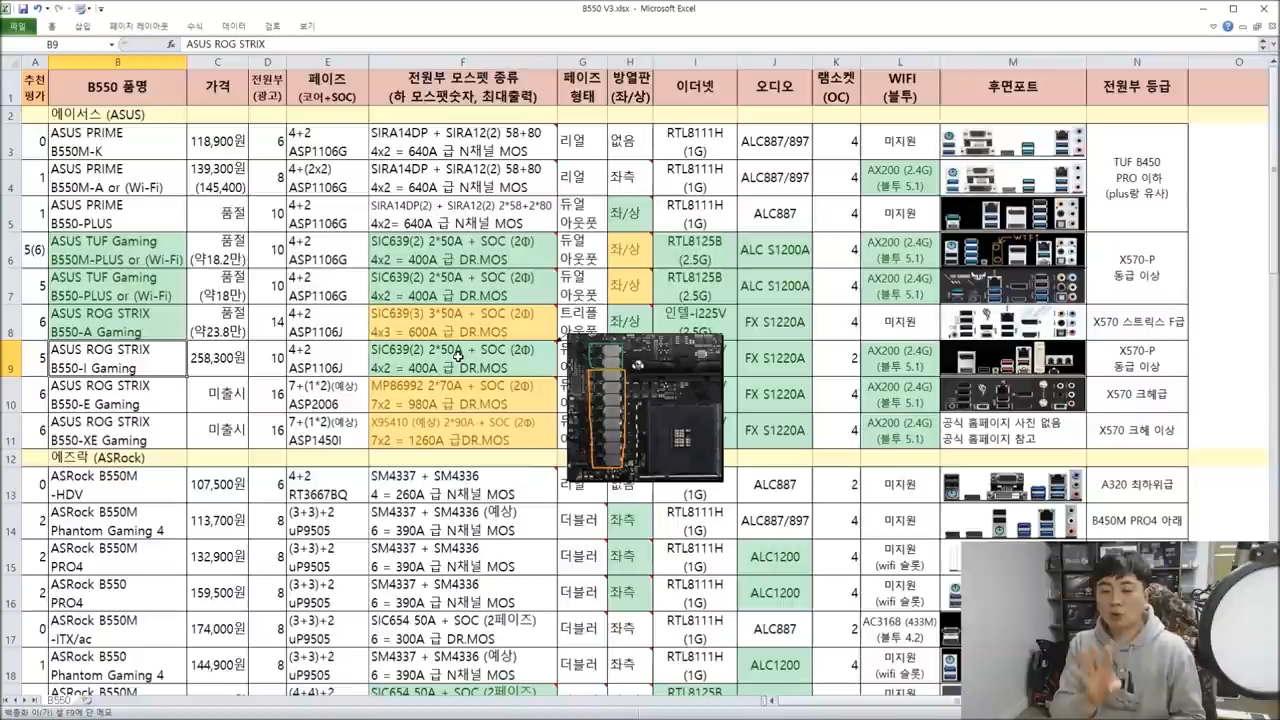 B550 V3.xlsx - Microsoft Excel
파일 홈 삽입 페이지 레이아웃 수식 데이터 검토 보기
B9 fx ASUS ROG STRIX
A B C D E F G H I J K L M N O
1 추천 평가 B550 품명 가격 전원부 (광고) 페이즈 (코어+SOC) 전원부 모스펫 종류 (하 모스펫숫자, 최대출력) 페이즈 형태 방열판 (좌/상) 이더넷 오디오 램소켓 (OC) WIFI (블투) 후면포트 전원부 등급
2 에이서스 (ASUS)
3 0 ASUS PRIME B550M-K 118,900원 6 4+2 ASP1106G SIRA14DP + SIRA12(2) 58+80 4x2 = 640A 급 N채널 MOS 리얼 없음 RTL8111H (1G) ALC887/897 4 미지원
4 1 ASUS PRIME B550M-A or (Wi-Fi) 139,300원 (145,400) 8 4+(2x2) ASP1106G SIRA14DP + SIRA12(2) 58+80 4x2 = 640A 급 N채널 MOS 리얼 좌측 RTL8111H (1G) ALC887/897 4 AX200 (2.4G) (블투 5.1) TUF B450 PRO 이하 (plus랑 유사)
5 1 ASUS PRIME B550-PLUS 품절 10 4+2 ASP1106G SIRA14DP + SIRA12(2) 2*58+2*80 4x2= 640A 급 N채널 MOS 듀얼 아웃풋 좌/상 RTL8111H (1G) ALC887 4 미지원
6 5(6) ASUS TUF Gaming B550M-PLUS or (Wi-Fi) 품절 (약18.2만) 10 4+2 ASP1106G SIC639(2) 2*50A + SOC (2Φ) 4x2 = 400A 급 DR.MOS 듀얼 아웃풋 좌/상 RTL8125B (2.5G) ALC S1200A 4 AX200 (2.4G) (블투 5.1) X570-P 동급 이상
7 5 ASUS TUF Gaming B550-PLUS or (Wi-Fi) 품절 (약18만) 10 4+2 ASP1106G SIC639(2) 2*50A + SOC (2Φ) 4x2 = 400A 급 DR.MOS 듀얼 아웃풋 좌/상 RTL8125B (2.5G) ALC S1200A 4 AX200 (2.4G) (블투 5.1)
8 6 ASUS ROG STRIX B550-A Gaming 품절 (약23.8만) 14 4+2 ASP1106J SIC639(3) 3*50A + SOC (2Φ) 4x3 = 600A 급 DR.MOS 트리플 아웃풋 좌/상 인텔-I225V (2.5G) FX S1220A 4 미지원 X570 스트릭스 F급
9 5 ASUS ROG STRIX B550-I Gaming 258,300원 10 4+2 ASP1106J SIC639(2) 2*50A + SOC (2Φ) 4x2 = 400A 급 DR.MOS FX S1220A 2 AX200 (2.4G) (블투 5.1) X570-P 동급 이상
10 6 ASUS ROG STRIX B550-E Gaming 미출시 16 7+(1*2)(예상) ASP2006 MP86992 2*70A + SOC (2Φ) 7x2 = 980A 급 DR.MOS FX S1220A 4 AX200 (2.4G) (블투 5.1) X570 크헤급
11 6 ASUS ROG STRIX B550-XE Gaming 미출시 16 7+(1*2)(예상) ASP1450I X95410 (예상) 2*90A + SOC (2Φ) 7x2 = 1260A 급DR.MOS FX S1220A 4 AX200 (2.4G) (블투 5.1) 공식 홈페이지 사진 없음 공식 홈페이지 참고 X570 크헤 이상
12 에즈락 (ASRock)
13 0 ASRock B550M -HDV 107,500원 6 4+2 RT3667BQ SM4337 + SM4336 4 = 260A 급 N채널 MOS 리얼 없음 RTL8111H (1G) ALC887 2 미지원 A320 최하위급
14 2 ASRock B550M Phantom Gaming 4 113,700원 8 (3+3)+2 uP9505 SM4337 + SM4336 (예상) 6 = 390A 급 N채널 MOS 더블러 좌측 RTL8111H (1G) ALC887/897 4 미지원 B450M PRO4 아래
15 2 ASRock B550M PRO4 132,900원 8 (3+3)+2 uP9505 SM4337 + SM4336 6 = 390A 급 N채널 MOS 더블러 좌측 RTL8111H (1G) ALC1200 4 미지원 (wifi 슬롯)
16 2 ASRock B550 PRO4 159,500원 8 (3+3)+2 uP9505 SM4337 + SM4336 6 = 390A 급 N채널 MOS 더블러 좌측 RTL8111H (1G) ALC1200 4 미지원 (wifi 슬롯)
17 0 ASRock B550M -ITX/ac 174,000원 8 (3+3)+2 uP9505 SIC654 50A + SOC (2페이즈) 6 = 300A 급 DR.MOS 더블러 좌측 RTL8111H (1G) ALC887 2 AC3168 (433M) (블투 4.2)
18 1 ASRock B550 Phantom Gaming 4 144,900원 8 (3+3)+2 uP9505 SM4337 + SM4336 (예상) 6 = 390A 급 N채널 MOS 더블러 좌측 RTL8111H (1G) ALC1200 4 미지원 (wifi 슬롯)
ASRock B550M (4+4)+2 SIC654 50A + SOC (2페이즈) RTL8125B 미지원
B550